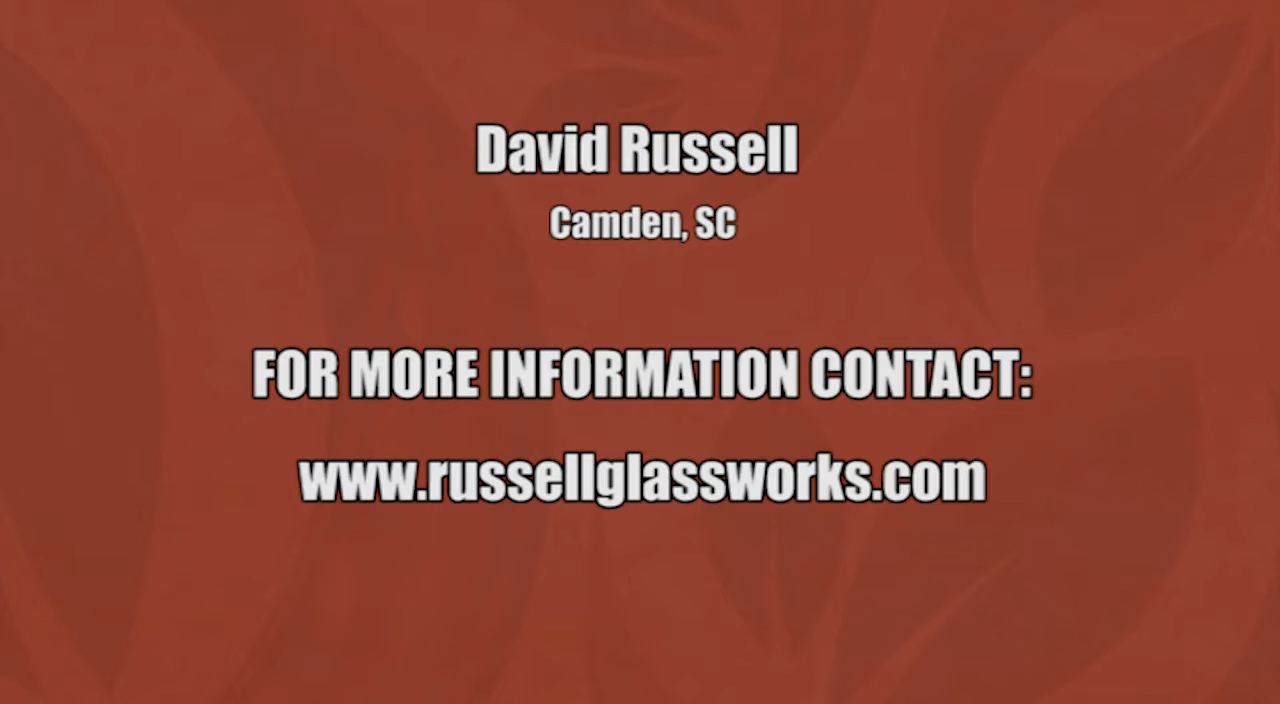 David Russell
Camden, SC
FOR MORE INFORMATION CONTACT:
www.russellglassworks.com